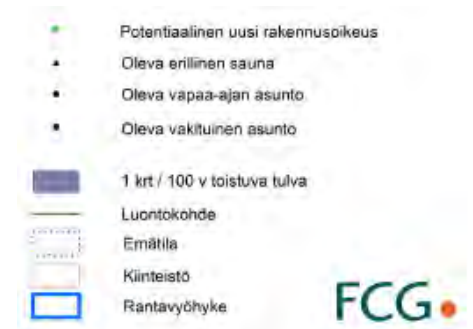 Potentiaalinen uusi rakennusoikeus
Oleva erillinen sauna
Oleva vapaa-ajan asunto
Oleva vakituinen asunto
1 krt / 100 v toistuva tulva
Luontokohde
Emätila
Kiinteistö
Rantavyöhyke
FCG